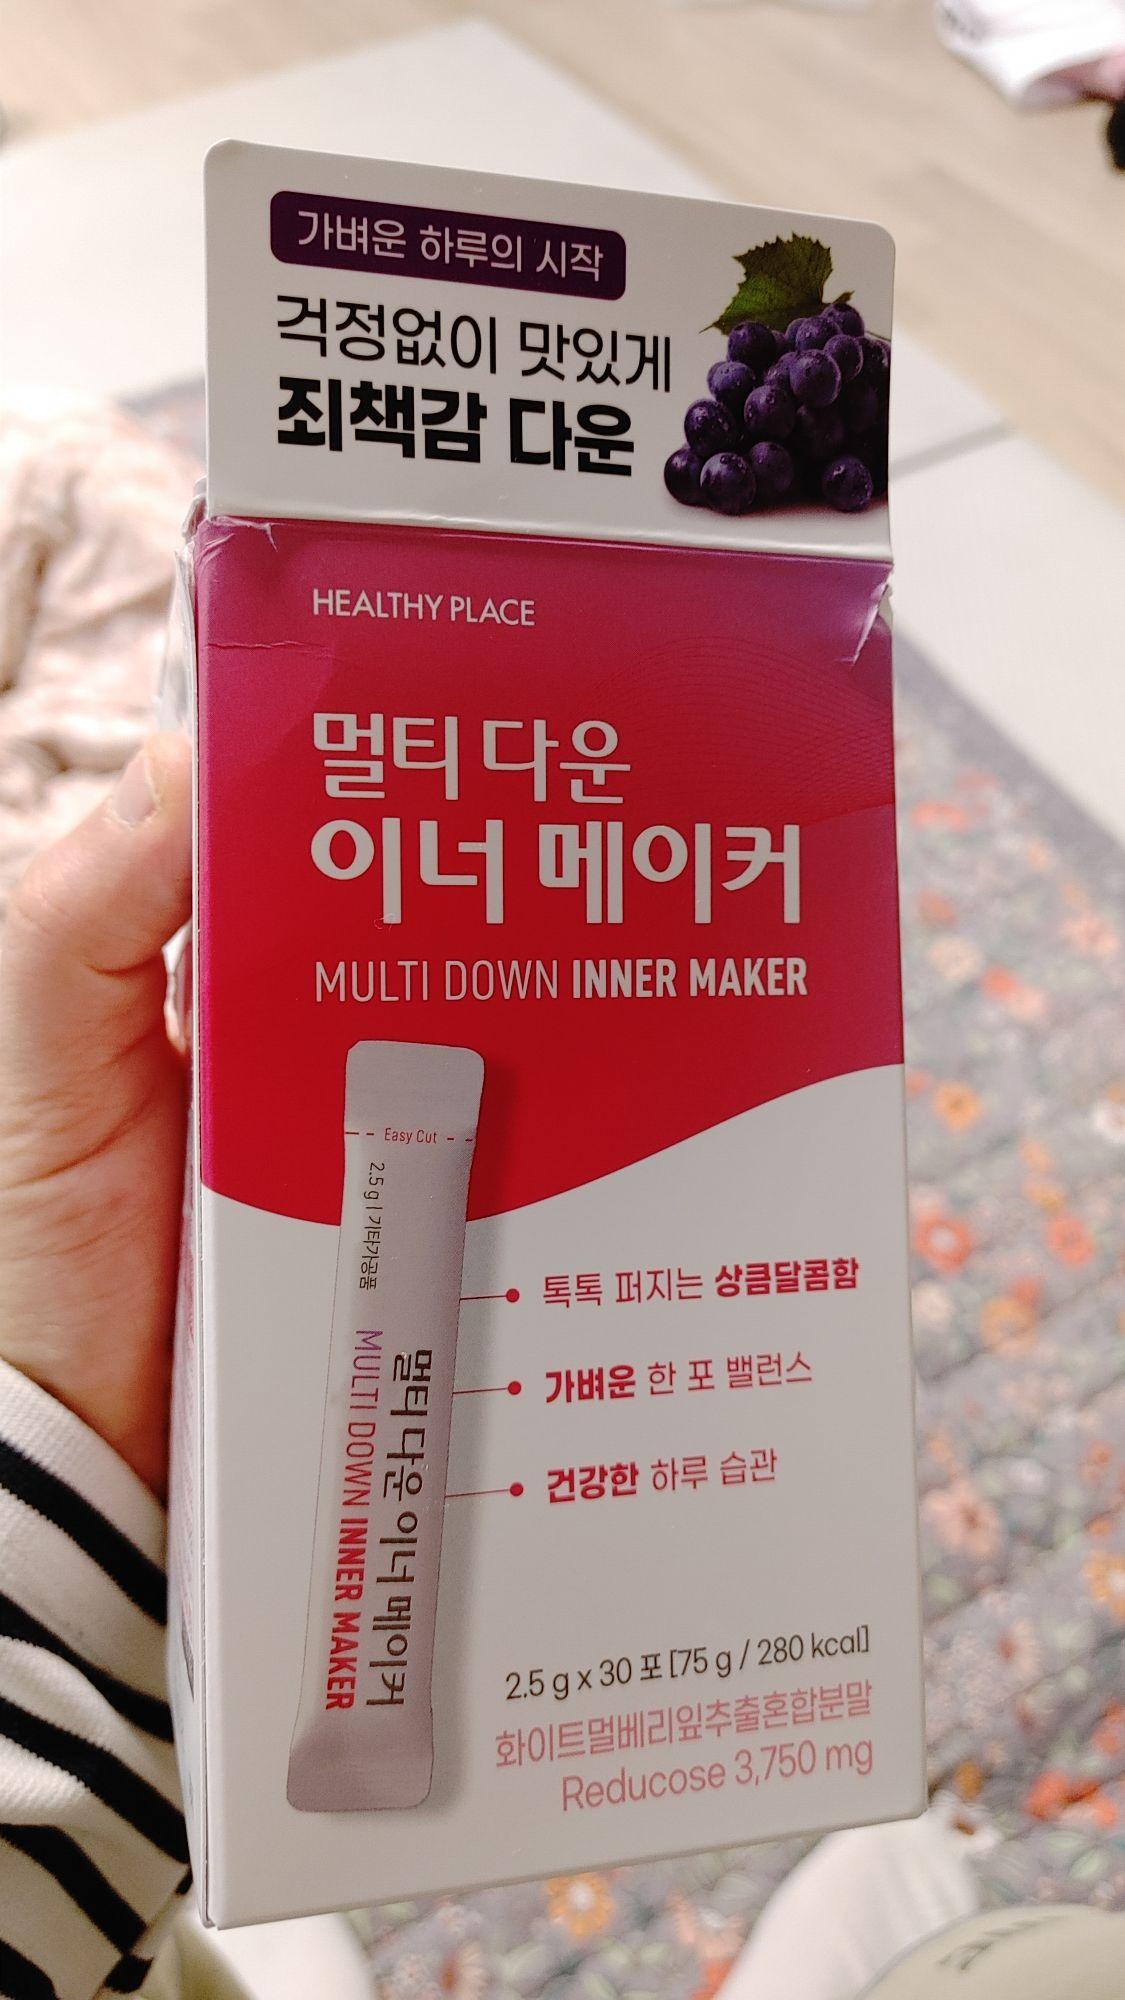 가벼운 하루의 시작
걱정없이 맛있게
죄책감 다운
HEALTHY PLACE
멀티 다운
이너 메이커
MULTI DOWN INNER MAKER
Easy Cut
2.5 g | 기타가공품
멀티 다운 이너 메이커
MULTI DOWN INNER MAKER
톡톡 퍼지는 상큼달콤함
가벼운 한 포 밸런스
건강한 하루 습관
2.5 g x 30 포 [75 g / 280 kcal]
화이트멀베리잎추출혼합분말
Reducose 3,750 mg